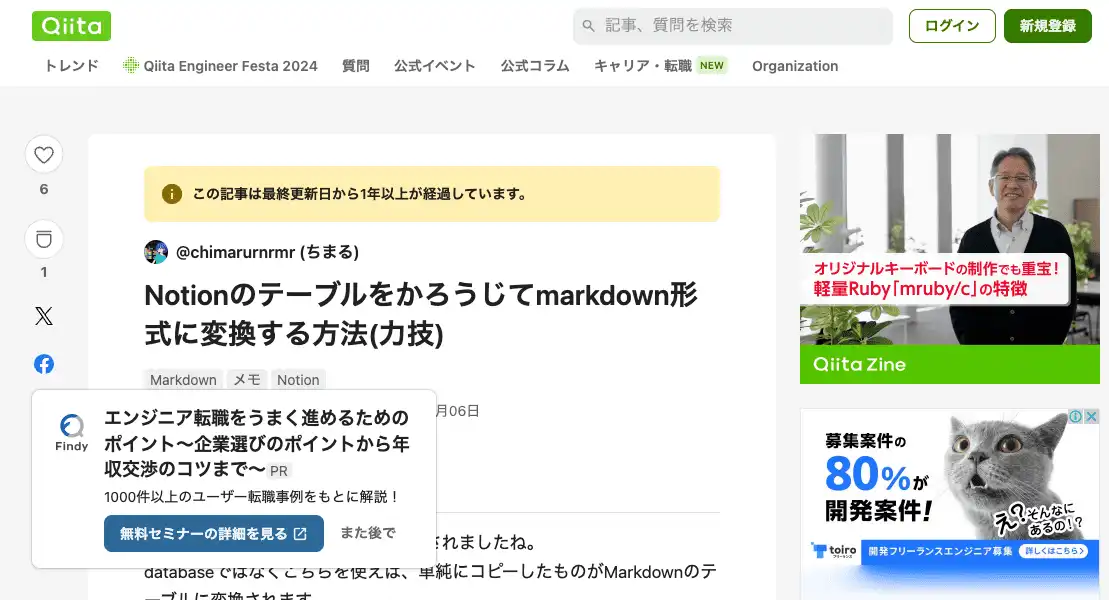 Qiita
記事、質問を検索
ログイン
新規登録
トレンド
Qiita Engineer Festa 2024
質問
公式イベント
公式コラム
キャリア・転職 NEW
Organization
6
1
この記事は最終更新日から1年以上が経過しています。
@chimarurnrmr (ちまる)
Notionのテーブルをかろうじてmarkdown形
式に変換する方法(力技)
Markdown メモ Notion
月06日
Findy
エンジニア転職をうまく進めるための
ポイント〜企業選びのポイントから年
収交渉のコツまで〜 PR
1000件以上のユーザー転職事例をもとに解説！
無料セミナーの詳細を見る
また後で
されましたね。
databaseではなくこちらを使えば、単純にコピーしたものがMarkdownのテ
ーブルに変換されます
オリジナルキーボードの制作でも重宝！
軽量Ruby「mruby/c」の特徴
Qiita Zine
募集案件の
80%が
開発案件！
え？そんなに
あるの！？
toiro
フリーランス
開発フリーランスエンジニア募集
詳しくはこちら